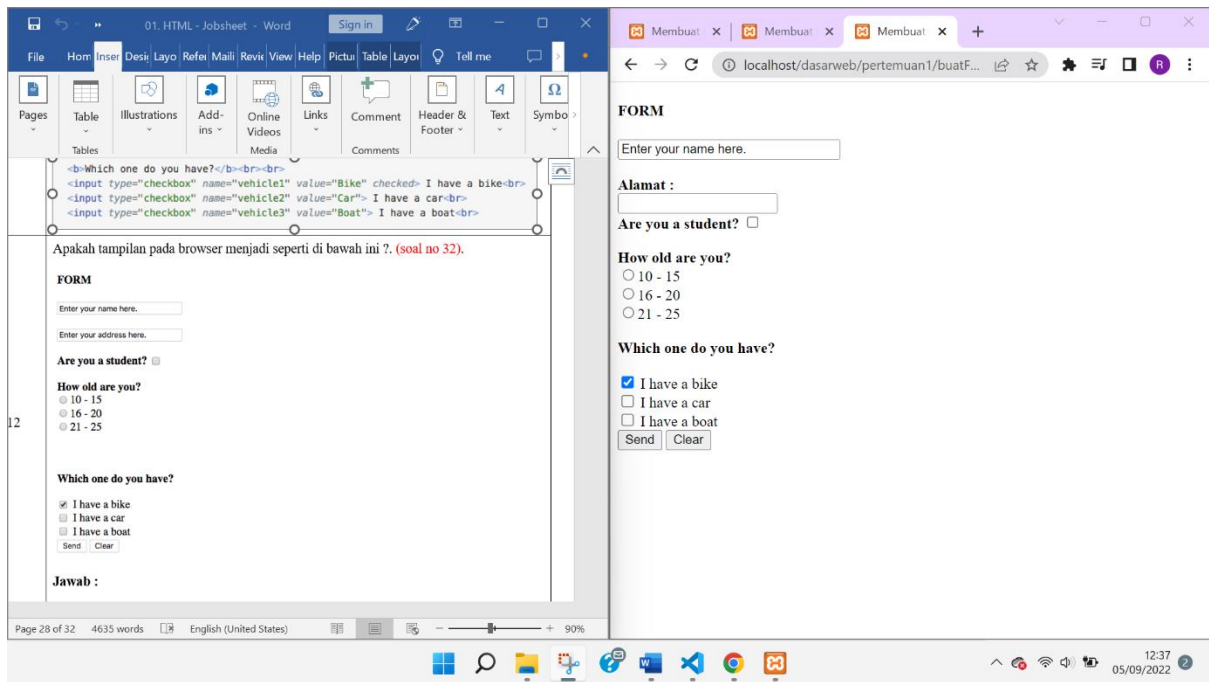 01. HTML - Jobsheet - Word
Sign in
File Hom Inser Desi Layo Refer Maili Revie View Help Pictur Table Layou Tell me
Pages
Table
Tables
Illustrations
Add-
ins
Online
Videos
Media
Links
Comment
Comments
Header &
Footer
Text
Symbo
<b>Which one do you have?</b><br><br>
<input type="checkbox" name="vehicle1" value="Bike" checked> I have a bike<br>
<input type="checkbox" name="vehicle2" value="Car"> I have a car<br>
<input type="checkbox" name="vehicle3" value="Boat"> I have a boat<br>
Apakah tampilan pada browser menjadi seperti di bawah ini ?. (soal no 32).
FORM
Enter your name here.
Enter your address here.
Are you a student?
How old are you?
10 - 15
16 - 20
21 - 25
12
Which one do you have?
I have a bike
I have a car
I have a boat
Send Clear
Jawab :
Page 28 of 32 4635 words English (United States) 90%
Membuat Membuat Membuat
localhost/dasarweb/pertemuan1/buatF...
R
FORM
Enter your name here.
Alamat :
Are you a student?
How old are you?
10 - 15
16 - 20
21 - 25
Which one do you have?
I have a bike
I have a car
I have a boat
Send Clear
12:37
05/09/2022
2